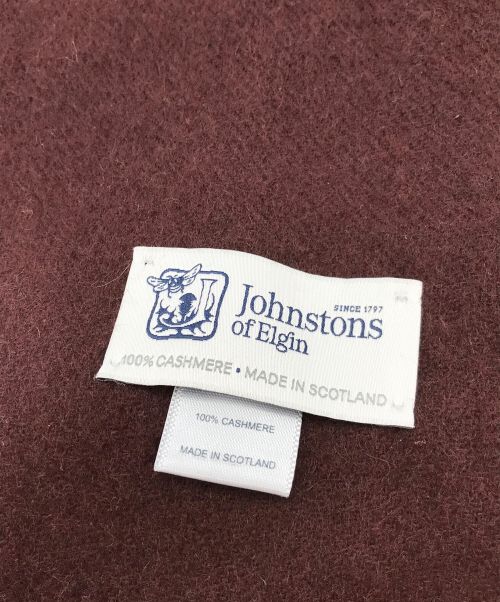 SINCE 1797
Johnstons
of Elgin
100% CASHMERE • MADE IN SCOTLAND
100% CASHMERE
MADE IN SCOTLAND